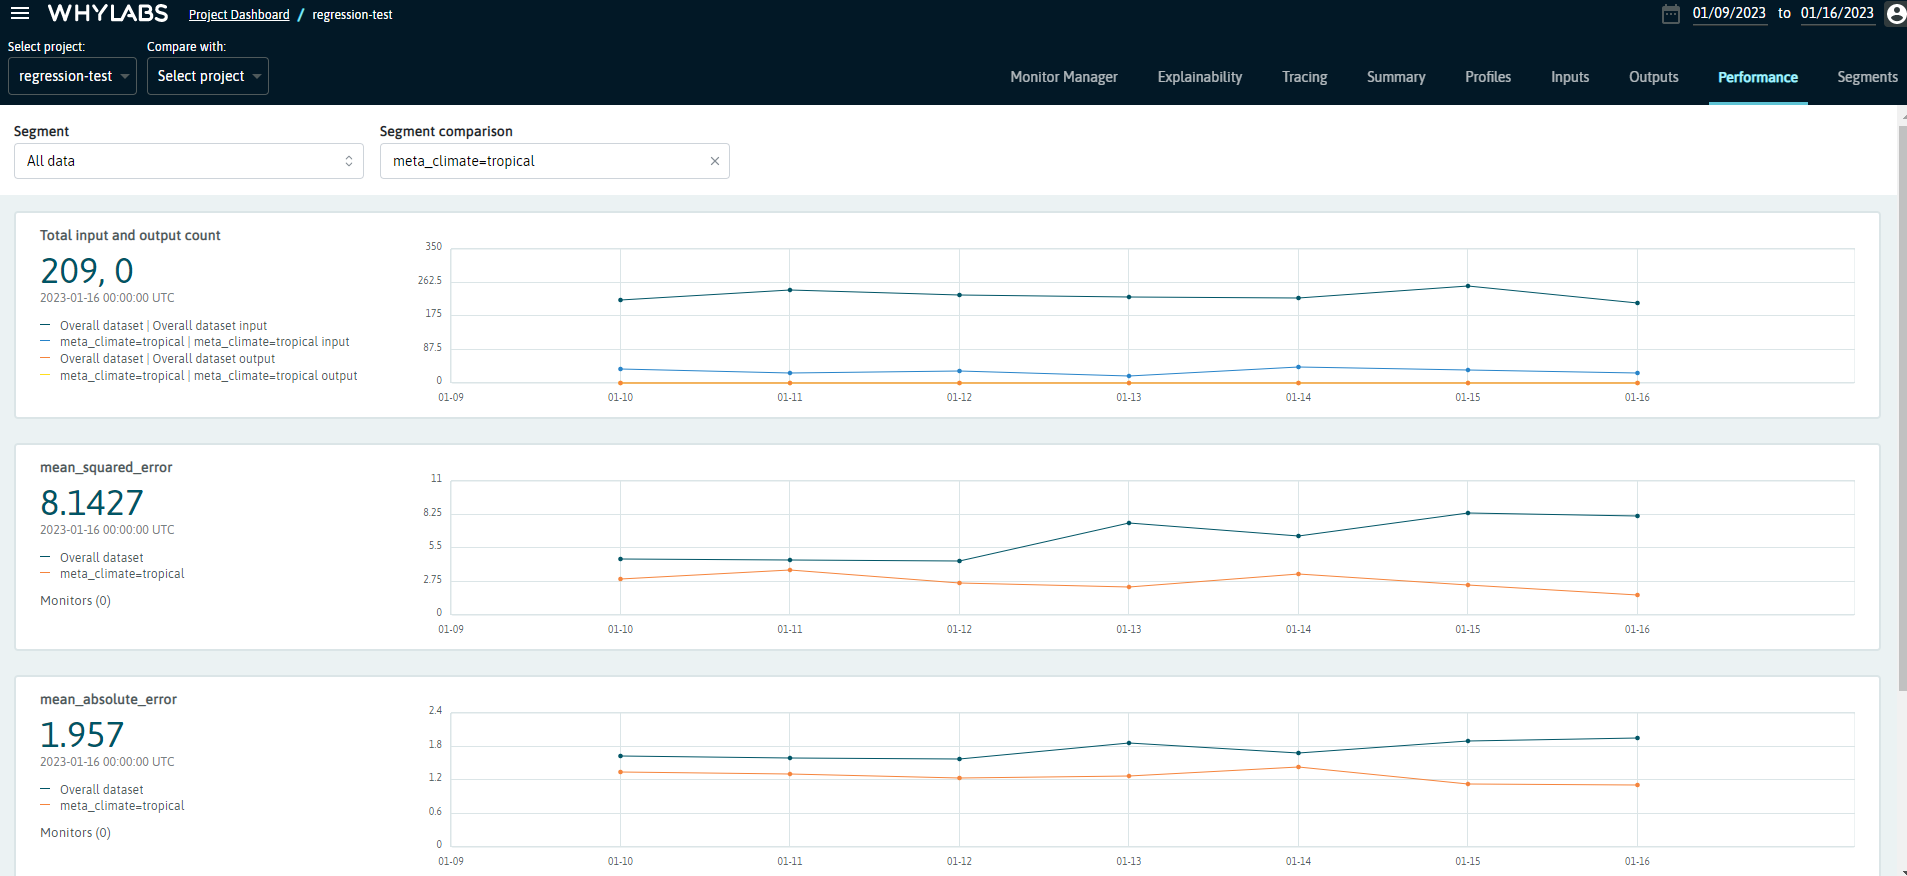 WHYLABS Project Dashboard / regression-test 01/09/2023 to 01/16/2023
Select project: Compare with:
regression-test Select project
Monitor Manager Explainability Tracing Summary Profiles Inputs Outputs Performance Segments
Segment Segment comparison
All data meta_climate=tropical
Total input and output count
209, 0
2023-01-16 00:00:00 UTC
Overall dataset | Overall dataset input
meta_climate=tropical | meta_climate=tropical input
Overall dataset | Overall dataset output
meta_climate=tropical | meta_climate=tropical output
350
262.5
175
87.5
0
01-09 01-10 01-11 01-12 01-13 01-14 01-15 01-16
mean_squared_error
8.1427
2023-01-16 00:00:00 UTC
Overall dataset
meta_climate=tropical
Monitors (0)
11
8.25
5.5
2.75
0
01-09 01-10 01-11 01-12 01-13 01-14 01-15 01-16
mean_absolute_error
1.957
2023-01-16 00:00:00 UTC
Overall dataset
meta_climate=tropical
Monitors (0)
2.4
1.8
1.2
0.6
0
01-09 01-10 01-11 01-12 01-13 01-14 01-15 01-16